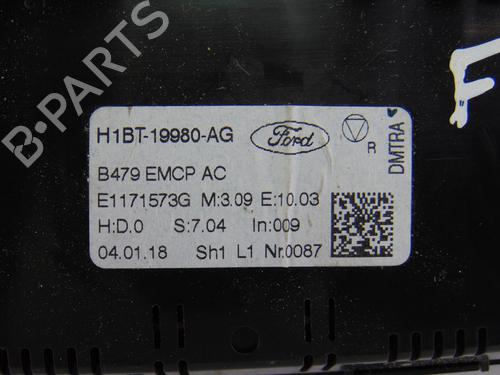 H1BT-19980-AG Ford R
DMTRA
B479 EMCP AC
E1171573G M:3.09 E:10.03
H:D.0 S:7.04 In:009
04.01.18 Sh1 L1 Nr.0087
F
B-PARTS